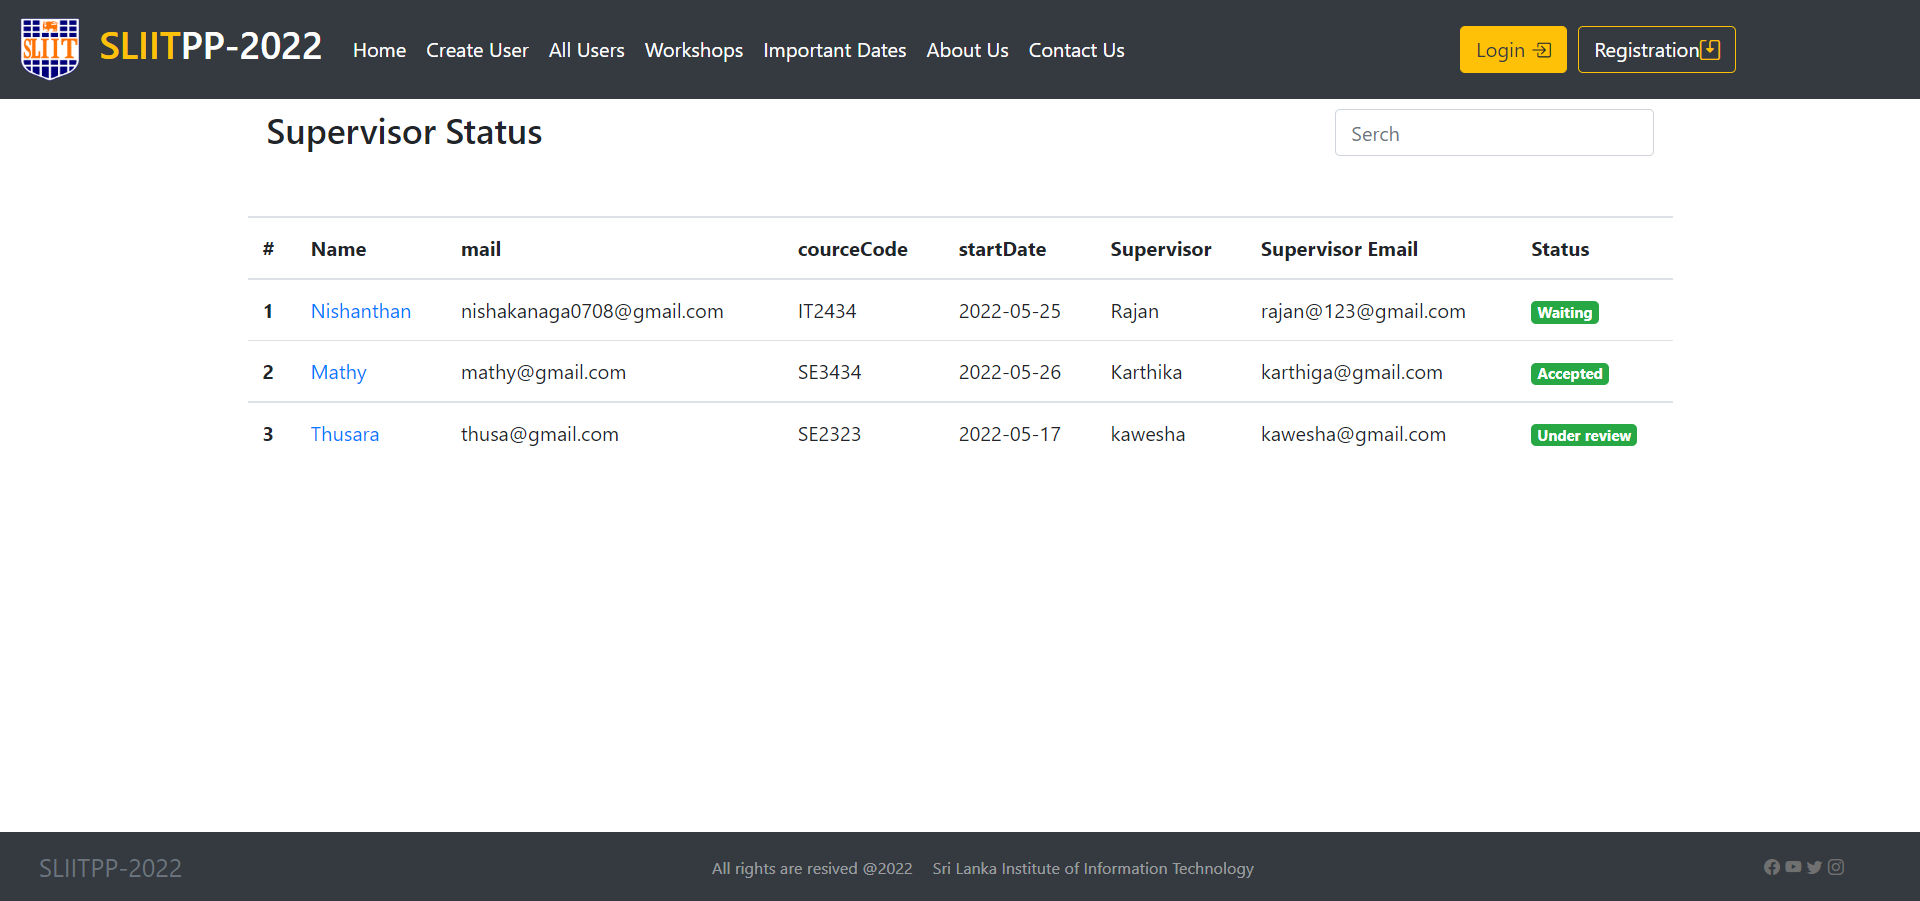 SLIIT SLIITPP-2022 Home Create User All Users Workshops Important Dates About Us Contact Us Login Registration
Supervisor Status Serch
# Name mail courceCode startDate Supervisor Supervisor Email Status
1 Nishanthan nishakanaga0708@gmail.com IT2434 2022-05-25 Rajan rajan@123@gmail.com Waiting
2 Mathy mathy@gmail.com SE3434 2022-05-26 Karthika karthiga@gmail.com Accepted
3 Thusara thusa@gmail.com SE2323 2022-05-17 kawesha kawesha@gmail.com Under review
SLIITPP-2022 All rights are resived @2022 Sri Lanka Institute of Information Technology